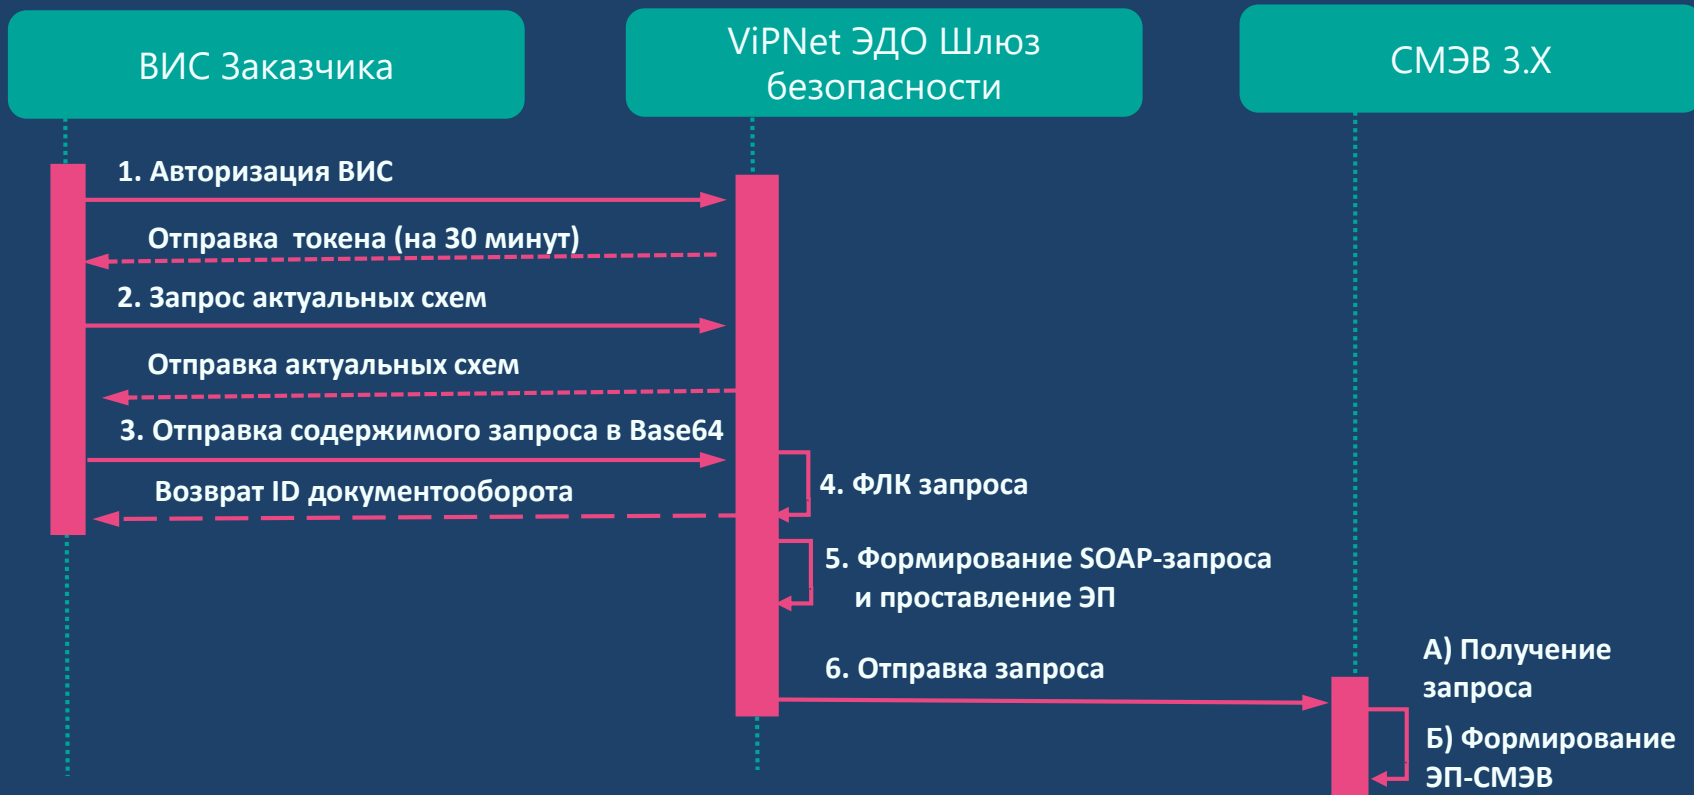 ВИС Заказчика
ViPNet ЭДО Шлюз
безопасности
СМЭВ 3.X
1. Авторизация ВИС
Отправка токена (на 30 минут)
2. Запрос актуальных схем
Отправка актуальных схем
3. Отправка содержимого запроса в Base64
Возврат ID документооборота
4. ФЛК запроса
5. Формирование SOAP-запроса
и проставление ЭП
6. Отправка запроса
А) Получение
запроса
Б) Формирование
ЭП-СМЭВ